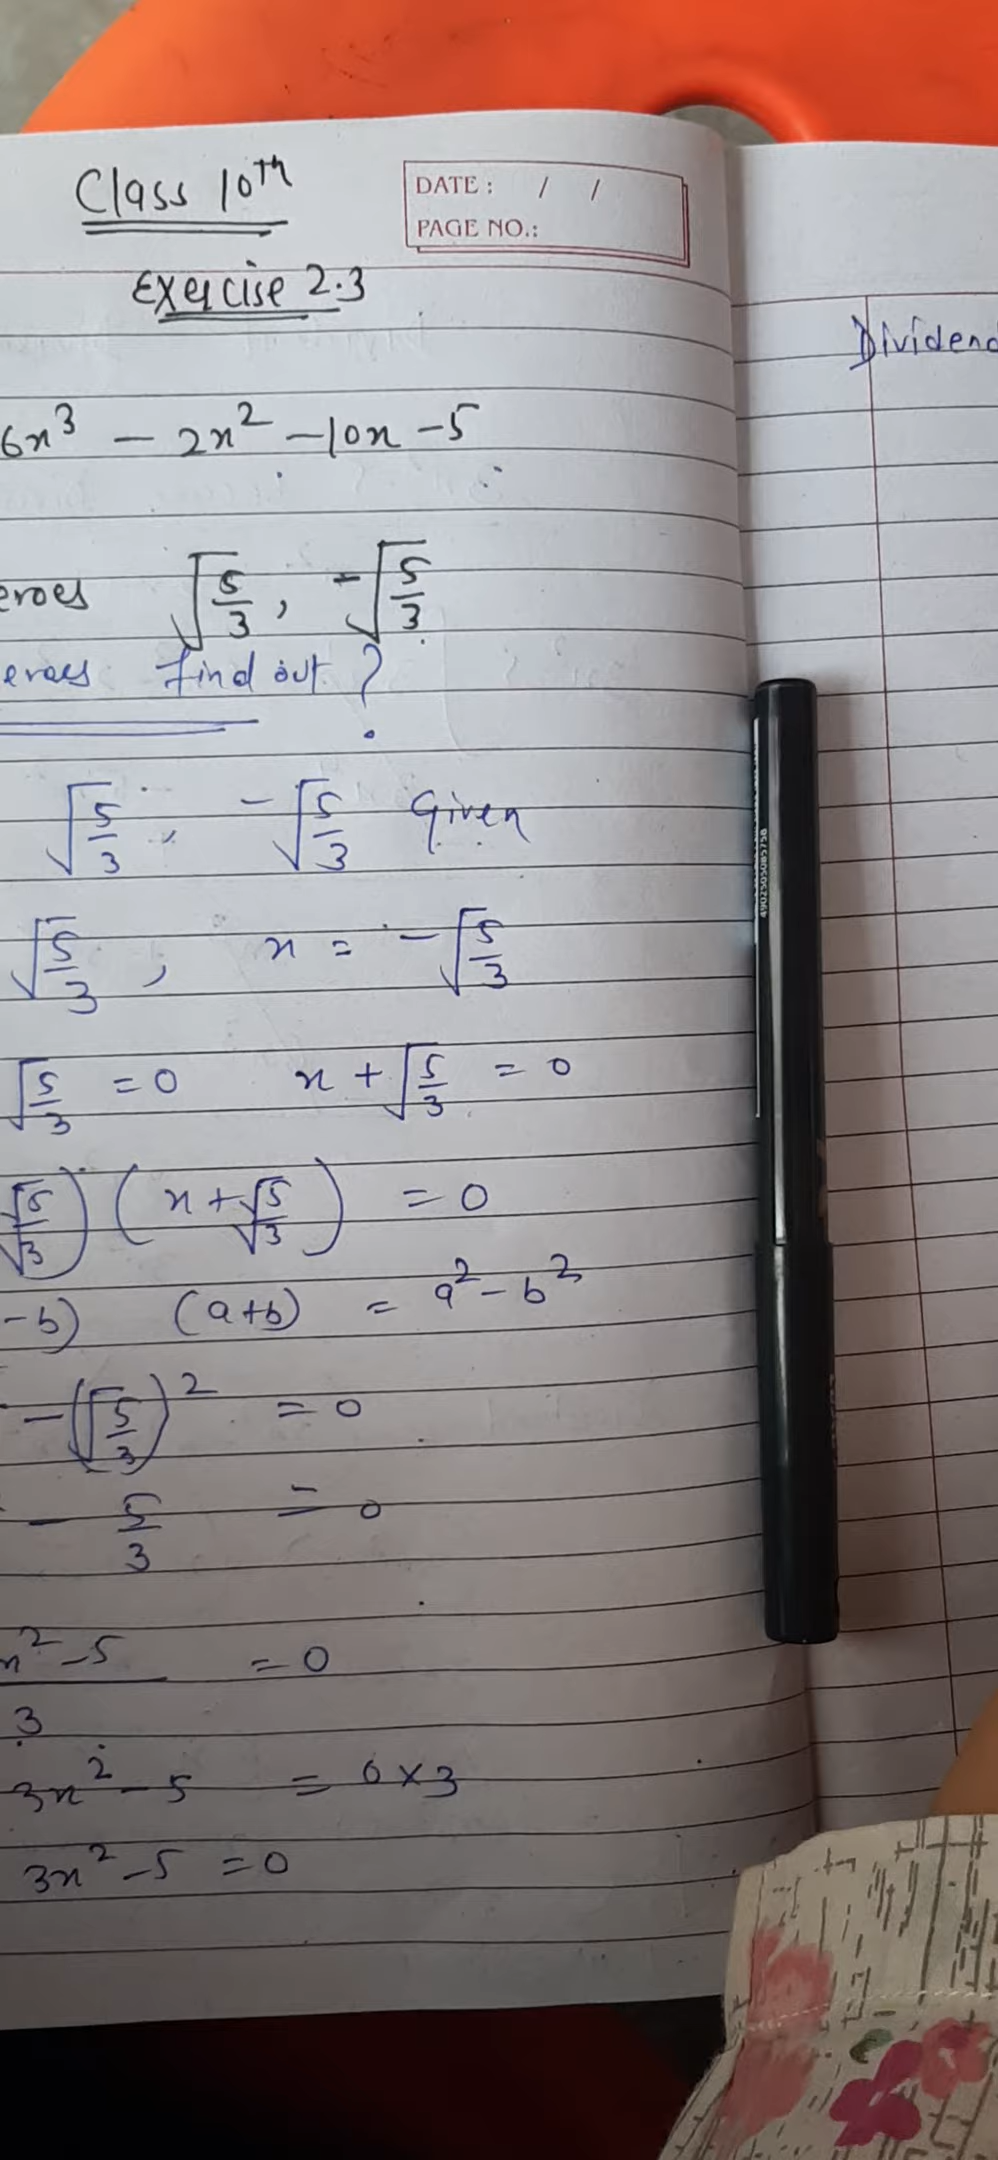 Class 10th
DATE : / /
PAGE NO.:
Exercise 2.3
Dividend
6x³ – 2x² – 10x – 5
eroes √5/3 , -√5/3
eroes find out ?
√5/3 , -√5/3 Given
√5/3 , x = -√5/3
√5/3 = 0 x + √5/3 = 0
√5/3) (x + √5/3) = 0
-b) (a+b) = a² - b²
-(√5/3)² = 0
- 5/3 = 0
x² - 5 = 0
3
3x² - 5 = 0 × 3
3x² - 5 = 0
4902505085758